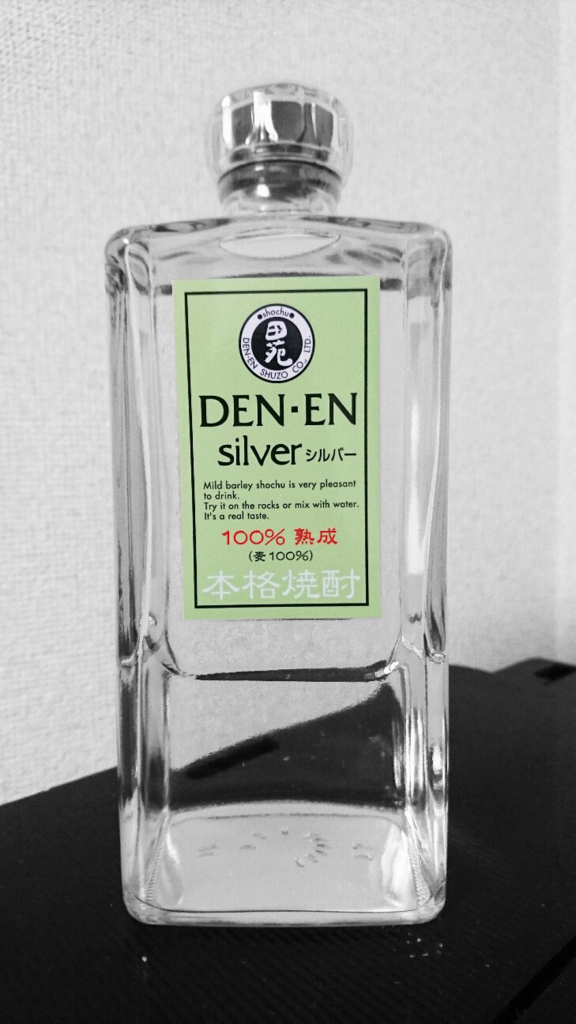 ●shochu●
田苑
DEN-EN SHUZO CO., LTD.
DEN・EN
silver シルバー
Mild barley shochu is very pleasant
to drink.
Try it on the rocks or mix with water.
It's a real taste.
100% 熟成
(麦100%)
本格焼酎